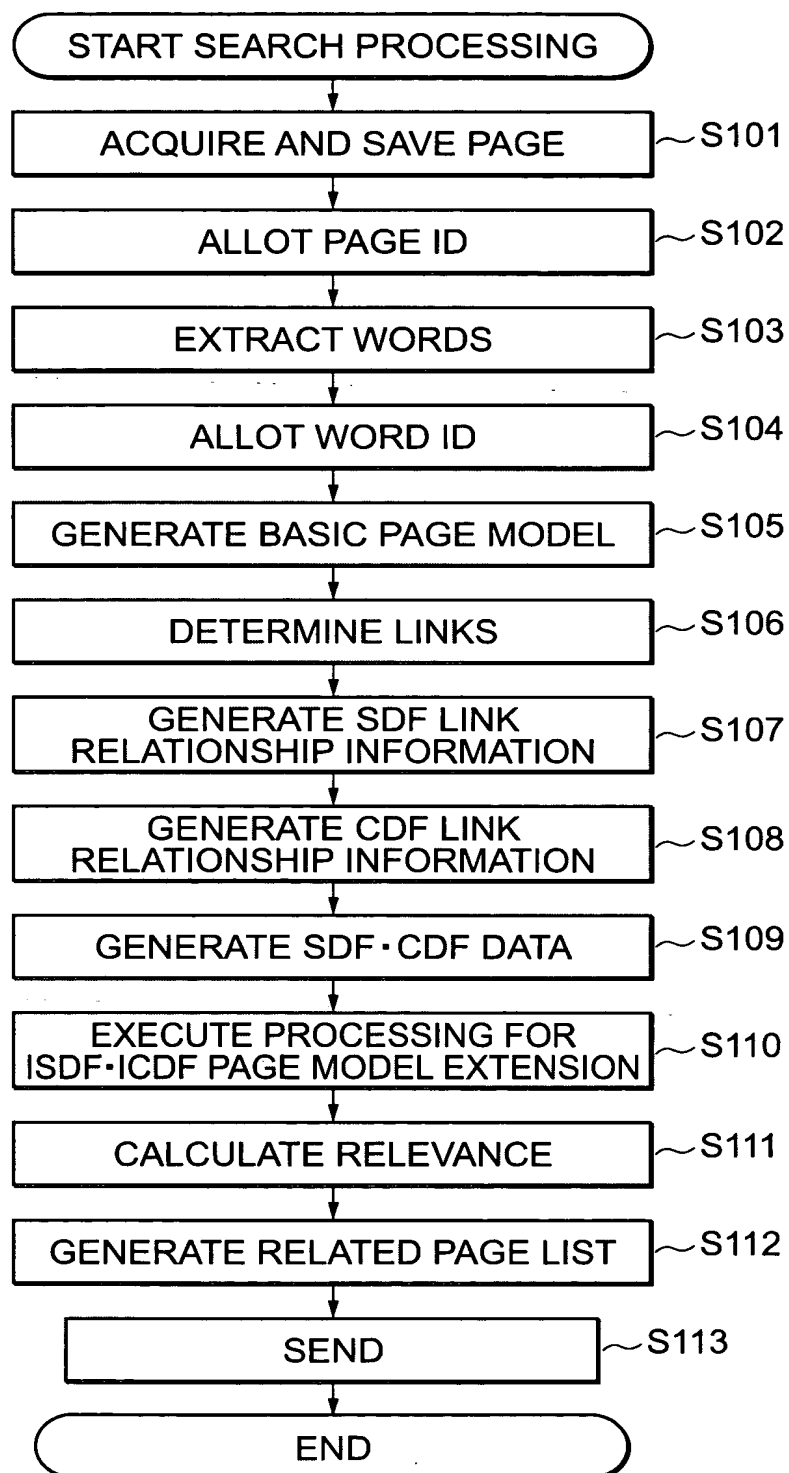 START SEARCH PROCESSING
ACQUIRE AND SAVE PAGE
S101
ALLOT PAGE ID
S102
EXTRACT WORDS
S103
ALLOT WORD ID
S104
GENERATE BASIC PAGE MODEL
S105
DETERMINE LINKS
S106
GENERATE SDF LINK
RELATIONSHIP INFORMATION
S107
GENERATE CDF LINK
RELATIONSHIP INFORMATION
S108
GENERATE SDF・CDF DATA
S109
EXECUTE PROCESSING FOR
ISDF・ICDF PAGE MODEL EXTENSION
S110
CALCULATE RELEVANCE
S111
GENERATE RELATED PAGE LIST
S112
SEND
S113
END